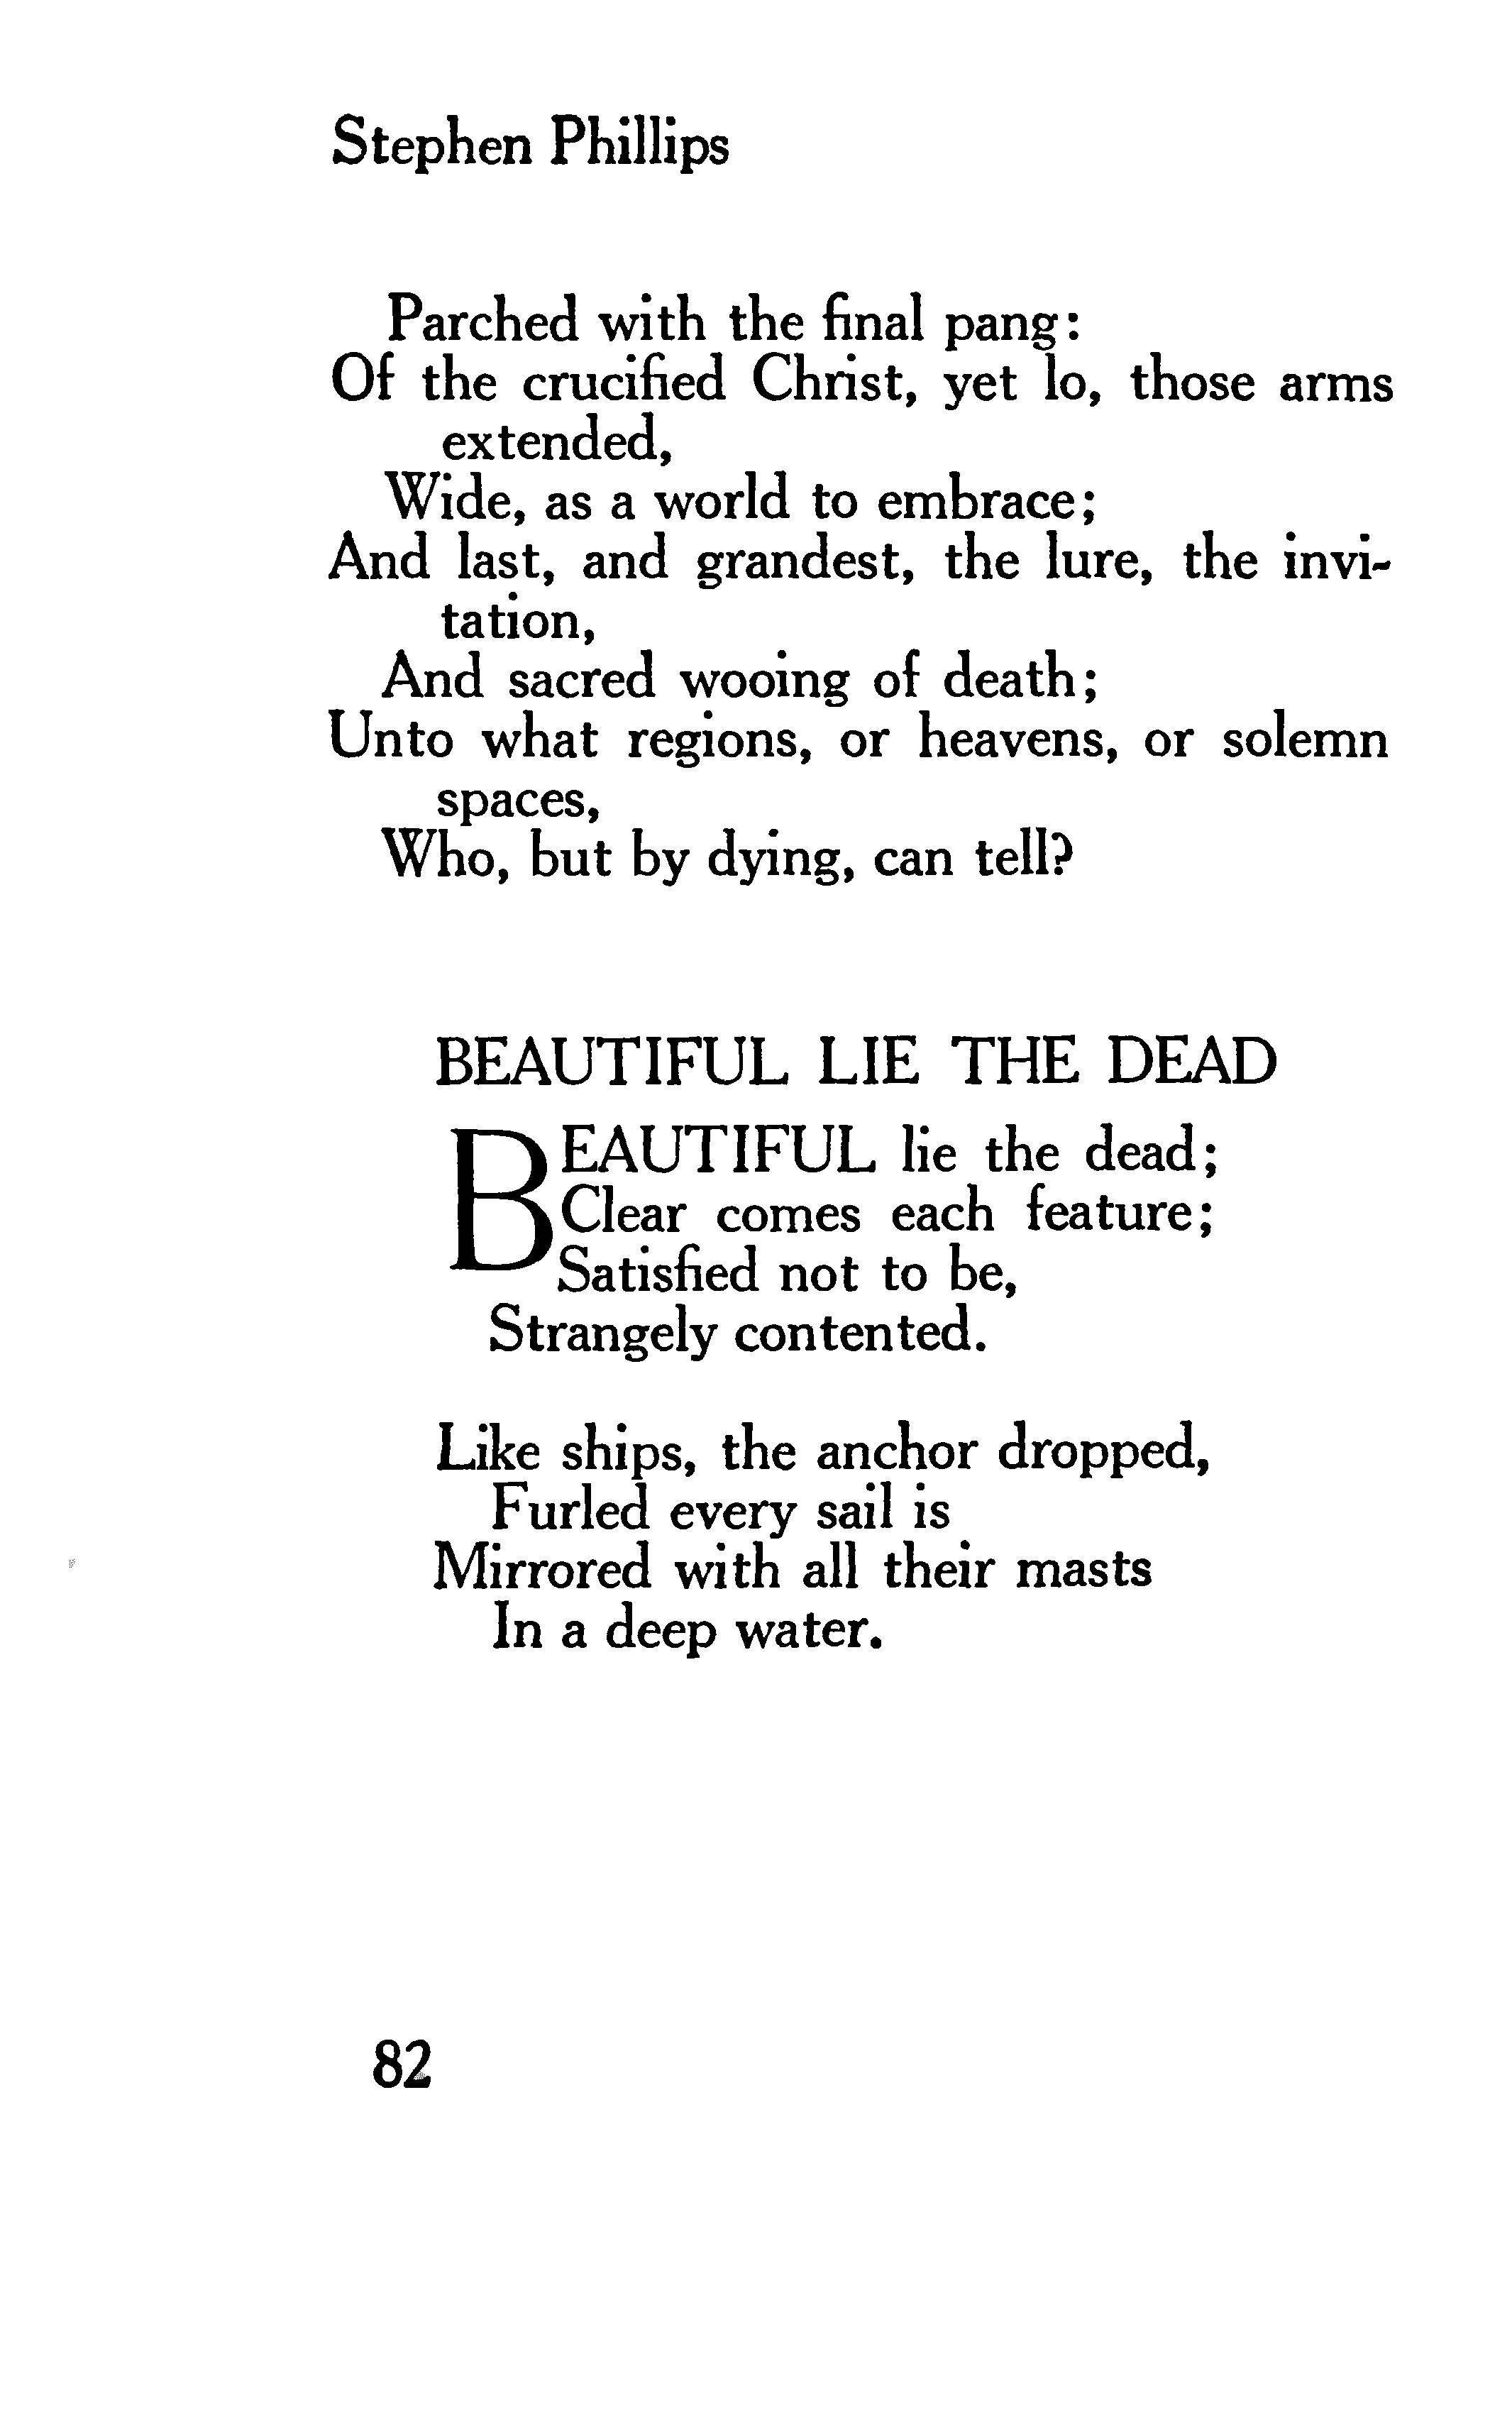 Stephen Phillips
Parched with the final pang:
Of the crucified Christ, yet lo, those arms
extended,
Wide, as a world to embrace;
And last, and grandest, the lure, the invi-
tation,
And sacred wooing of death;
Unto what regions, or heavens, or solemn
spaces,
Who, but by dying, can tell?
BEAUTIFUL LIE THE DEAD
BEAUTIFUL lie the dead;
Clear comes each feature;
Satisfied not to be,
Strangely contented.
Like ships, the anchor dropped,
Furled every sail is
Mirrored with all their masts
In a deep water.
82